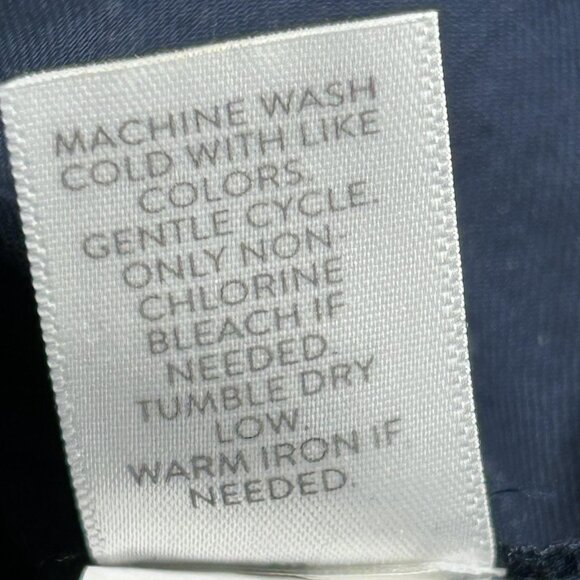 MACHINE WASH
COLD WITH LIKE
COLORS.
GENTLE CYCLE.
ONLY NON-
CHLORINE
BLEACH IF
NEEDED.
TUMBLE DRY
LOW.
WARM IRON IF
NEEDED.